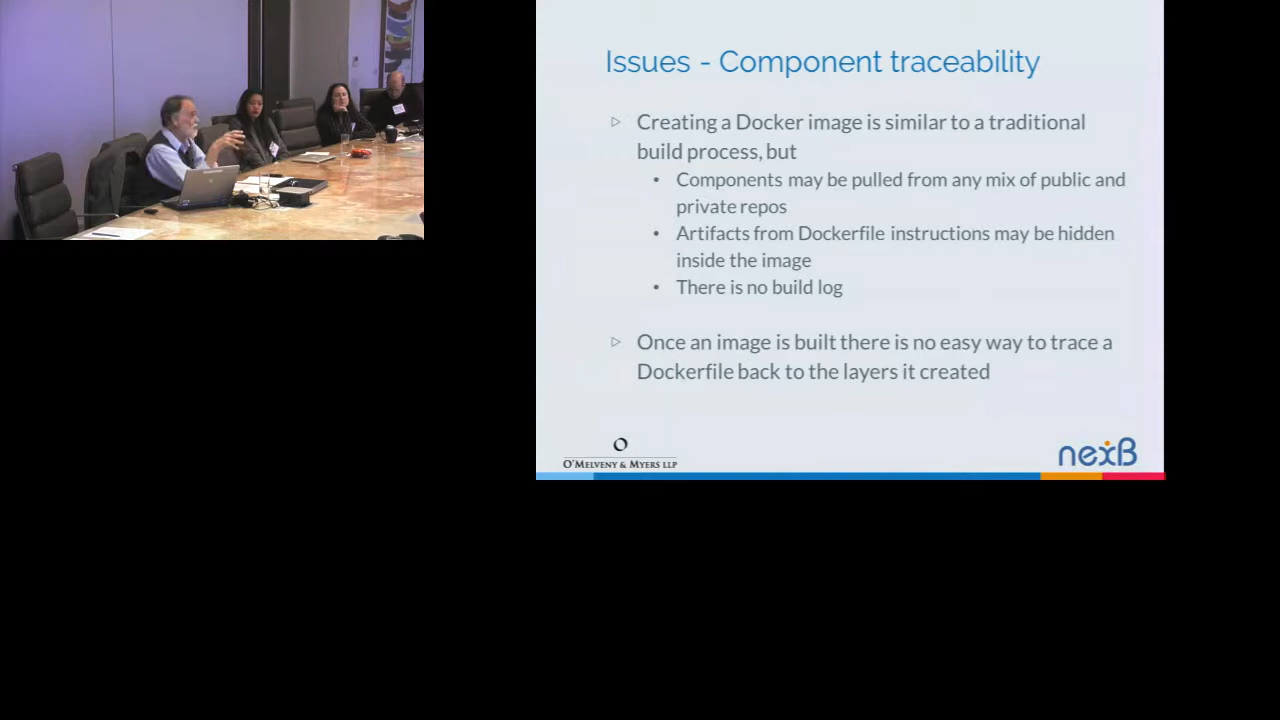 Issues - Component traceability
▷ Creating a Docker image is similar to a traditional
build process, but
• Components may be pulled from any mix of public and
private repos
• Artifacts from Dockerfile instructions may be hidden
inside the image
• There is no build log
▷ Once an image is built there is no easy way to trace a
Dockerfile back to the layers it created
O'MELVENY & MYERS LLP
nexB